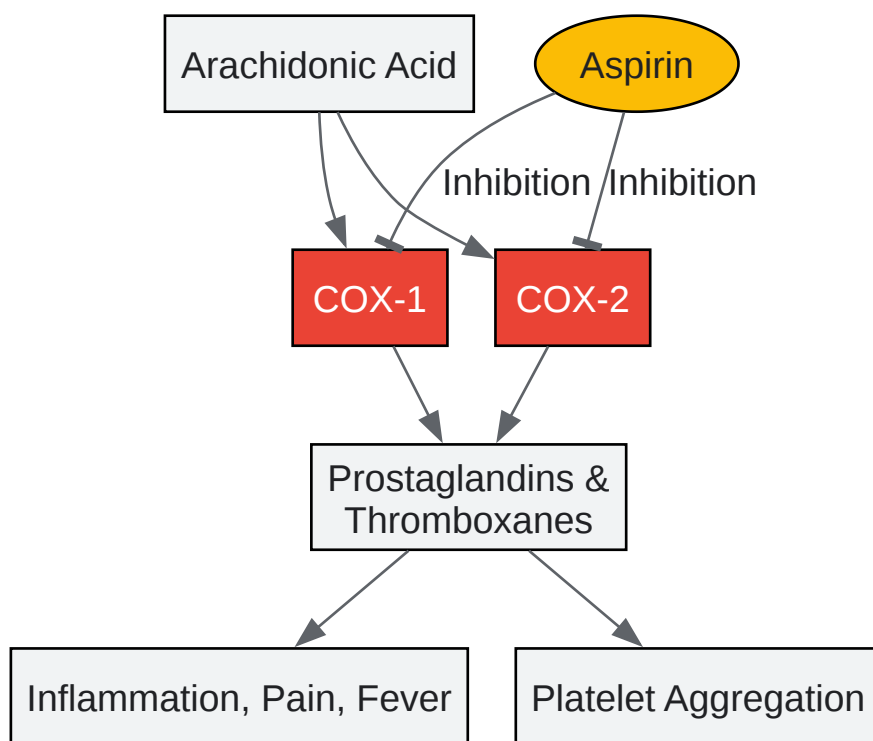 Arachidonic Acid
Aspirin
Inhibition
Inhibition
COX-1
COX-2
Prostaglandins &
Thromboxanes
Inflammation, Pain, Fever
Platelet Aggregation